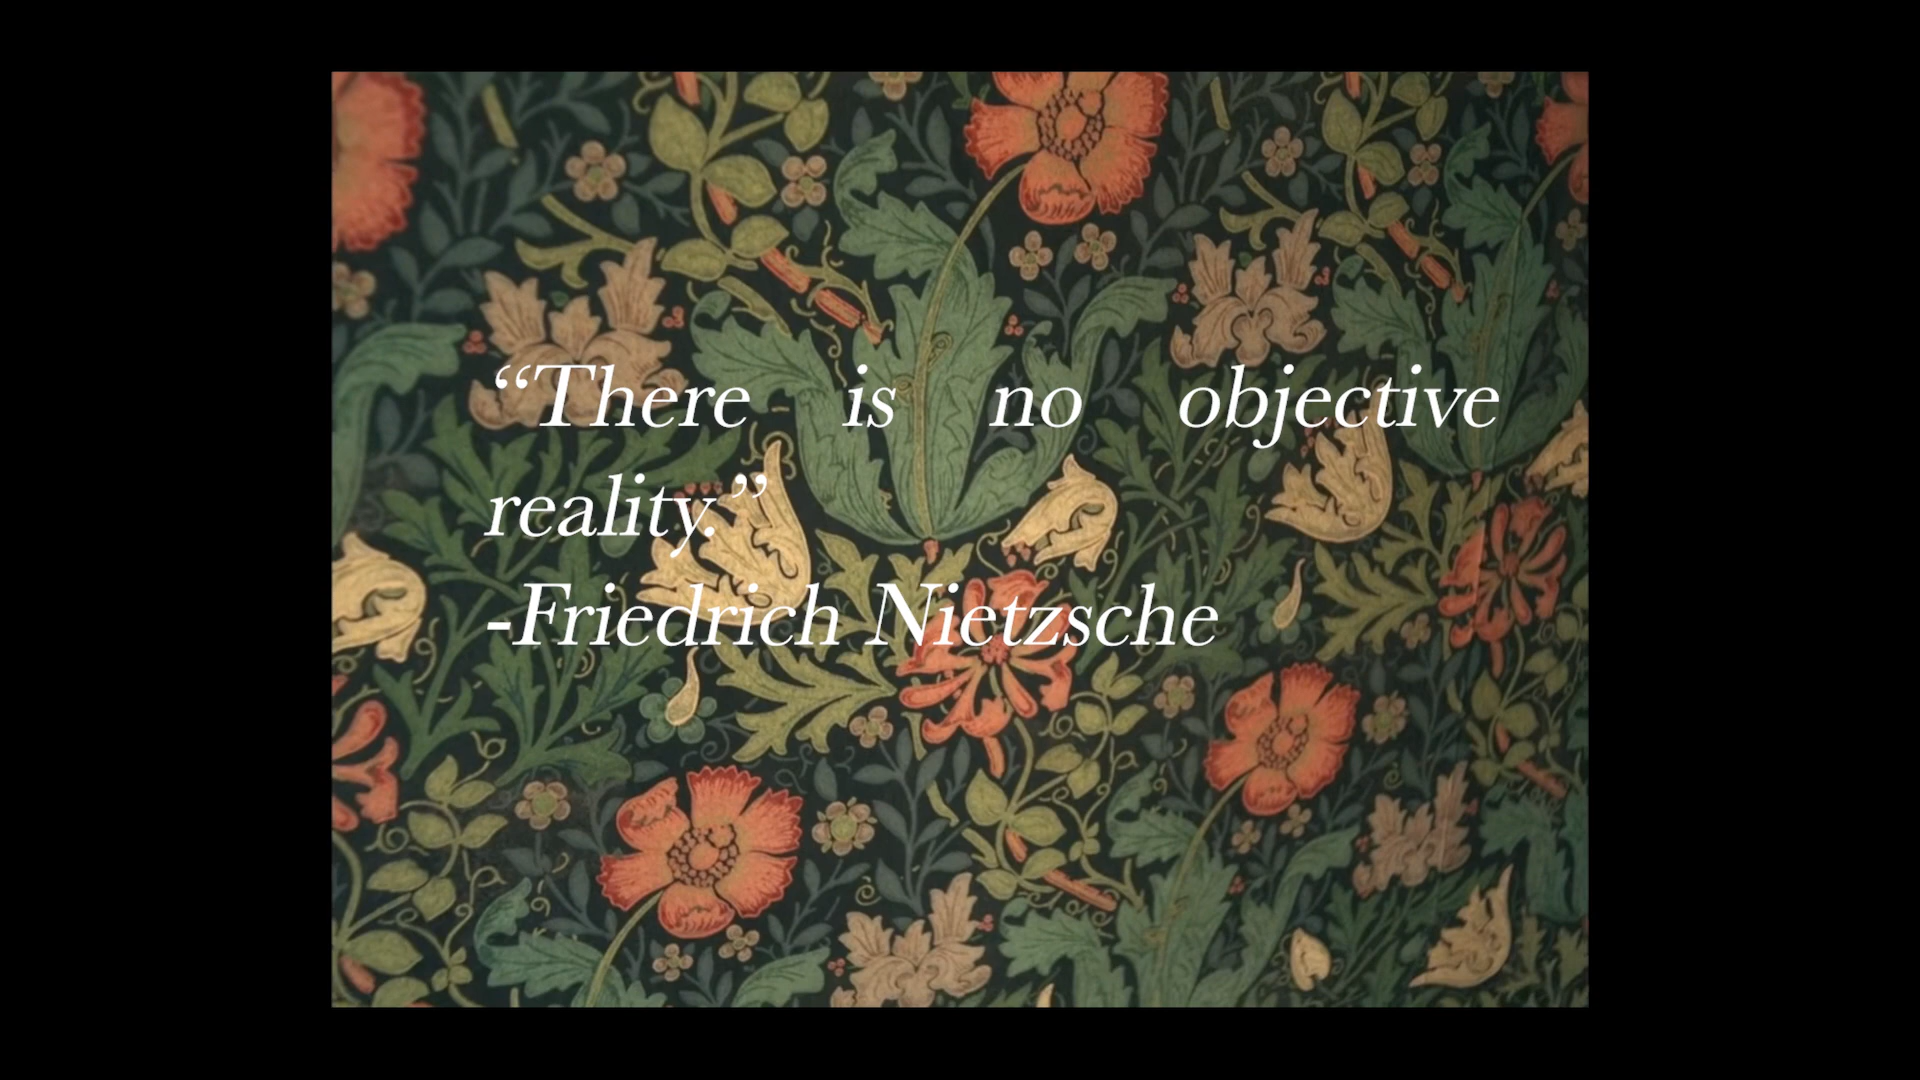 “There is no objective
reality.”
-Friedrich Nietzsche